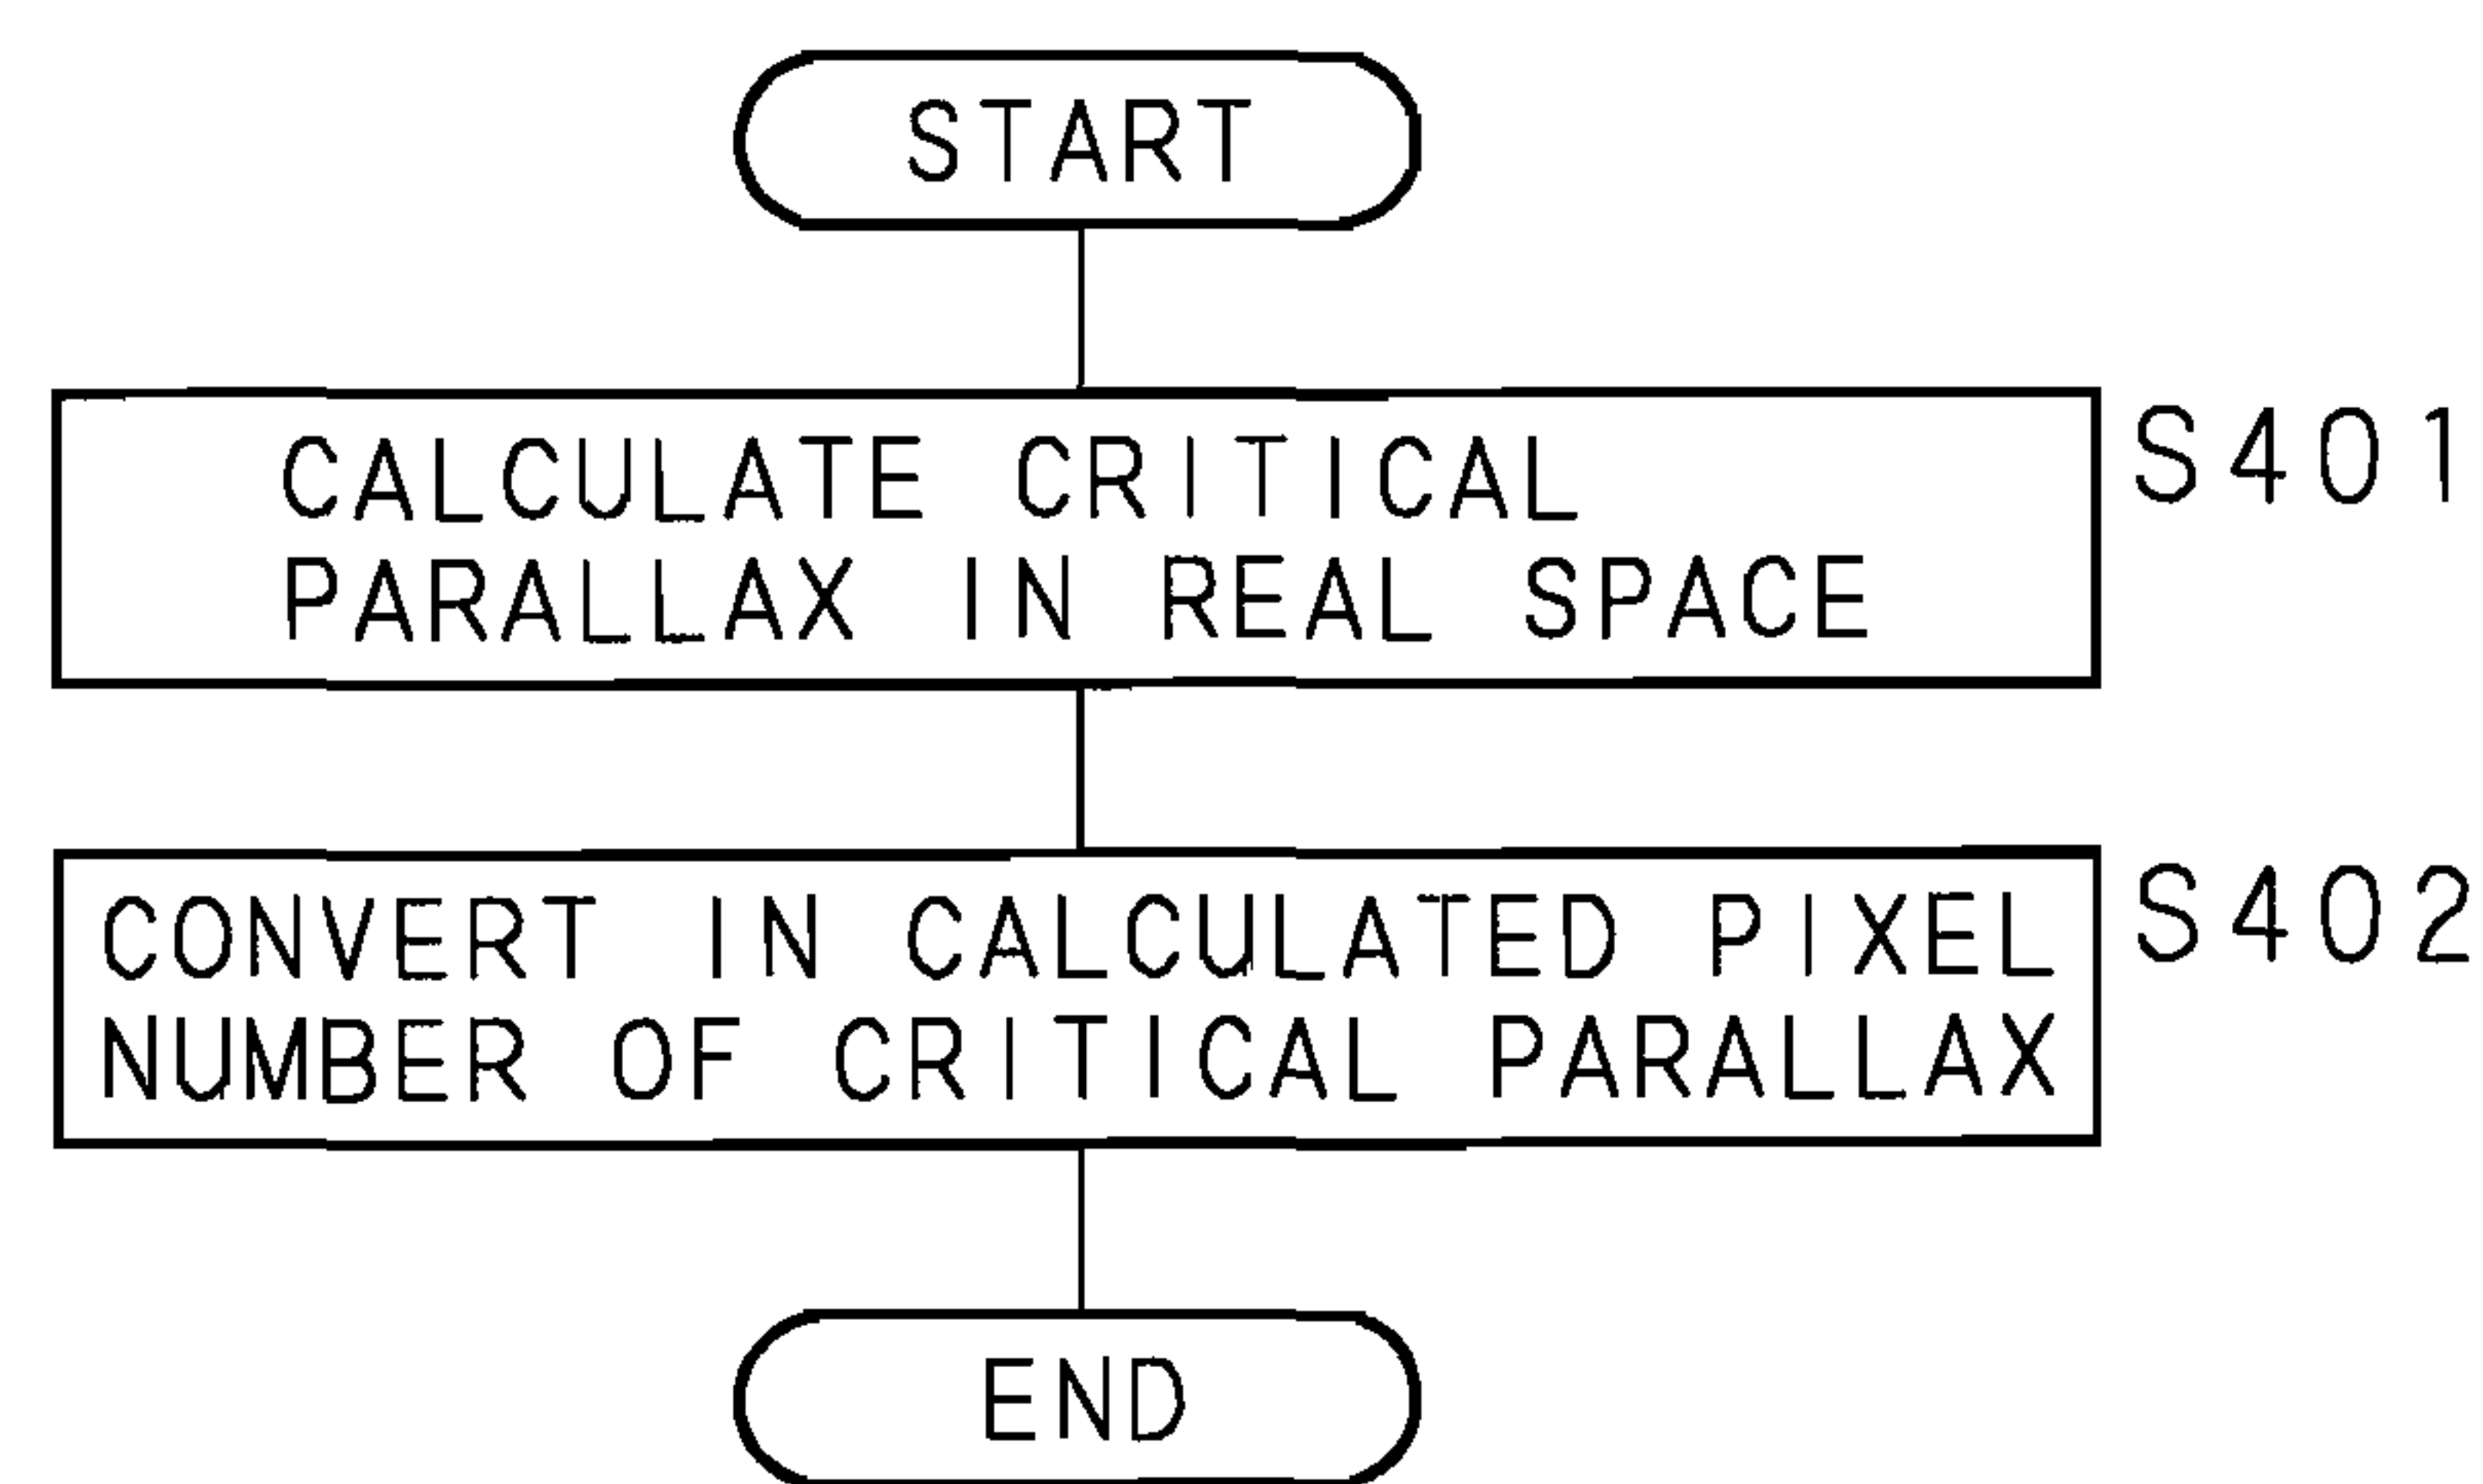 START
CALCULATE CRITICAL
PARALLAX IN REAL SPACE
S401
CONVERT IN CALCULATED PIXEL
NUMBER OF CRITICAL PARALLAX
S402
END